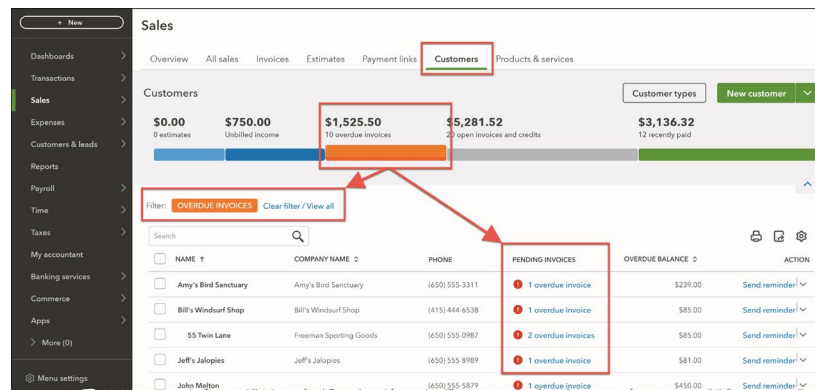 + New
Dashboards
Transactions
Sales
Expenses
Customers & leads
Reports
Payroll
Time
Taxes
My accountant
Banking services
Commerce
Apps
More (0)
Menu settings
Sales
Overview All sales Invoices Estimates Payment links Customers Products & services
Customers
Customer types New customer
$0.00 $750.00 $1,525.50 $5,281.52 $3,136.32
0 estimates Unbilled income 10 overdue invoices open invoices and credits 12 recently paid
Filter: OVERDUE INVOICES Clear filter / View all
Search
NAME COMPANY NAME PHONE PENDING INVOICES OVERDUE BALANCE ACTION
Amy's Bird Sanctuary Amy's Bird Sanctuary (650) 555-3311 1 overdue invoice $239.00 Send reminder
Bill's Windsurf Shop Bill's Windsurf Shop (415) 444-6538 1 overdue invoice $85.00 Send reminder
55 Twin Lane Freeman Sporting Goods (650) 555-0987 2 overdue invoices $85.00 Send reminder
Jeff's Jalopies Jeff's Jalopies (650) 555-8989 1 overdue invoice $81.00 Send reminder
John Melton (650) 555-5879 1 overdue invoice $450.00 Send reminder